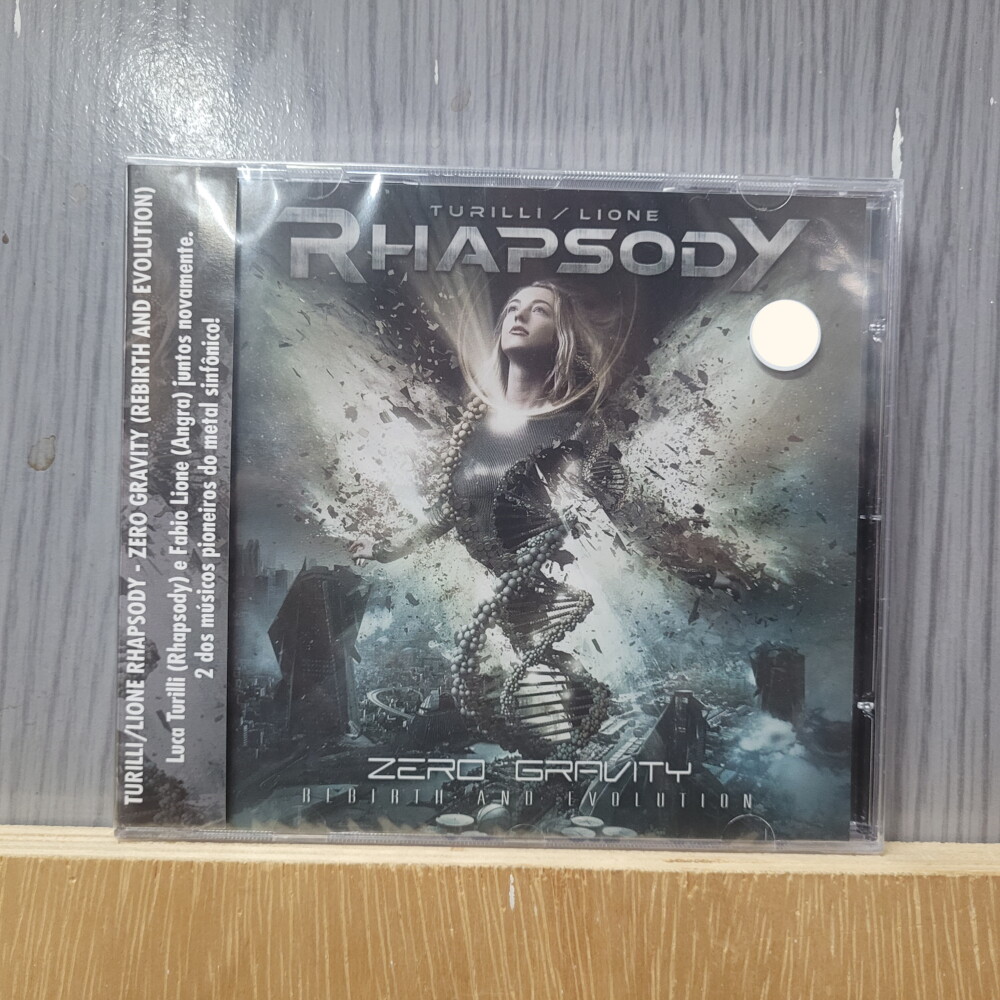 TURILLI/LIONE RHAPSODY - ZERO GRAVITY (REBIRTH AND EVOLUTION)
Luca Turilli (Rhapsody) e Fabio Lione (Angra) juntos novamente.
2 dos músicos pioneiros do metal sinfônico!
TURILLI / LIONE
RHAPSODY
ZERO GRAVITY
REBIRTH AND EVOLUTION